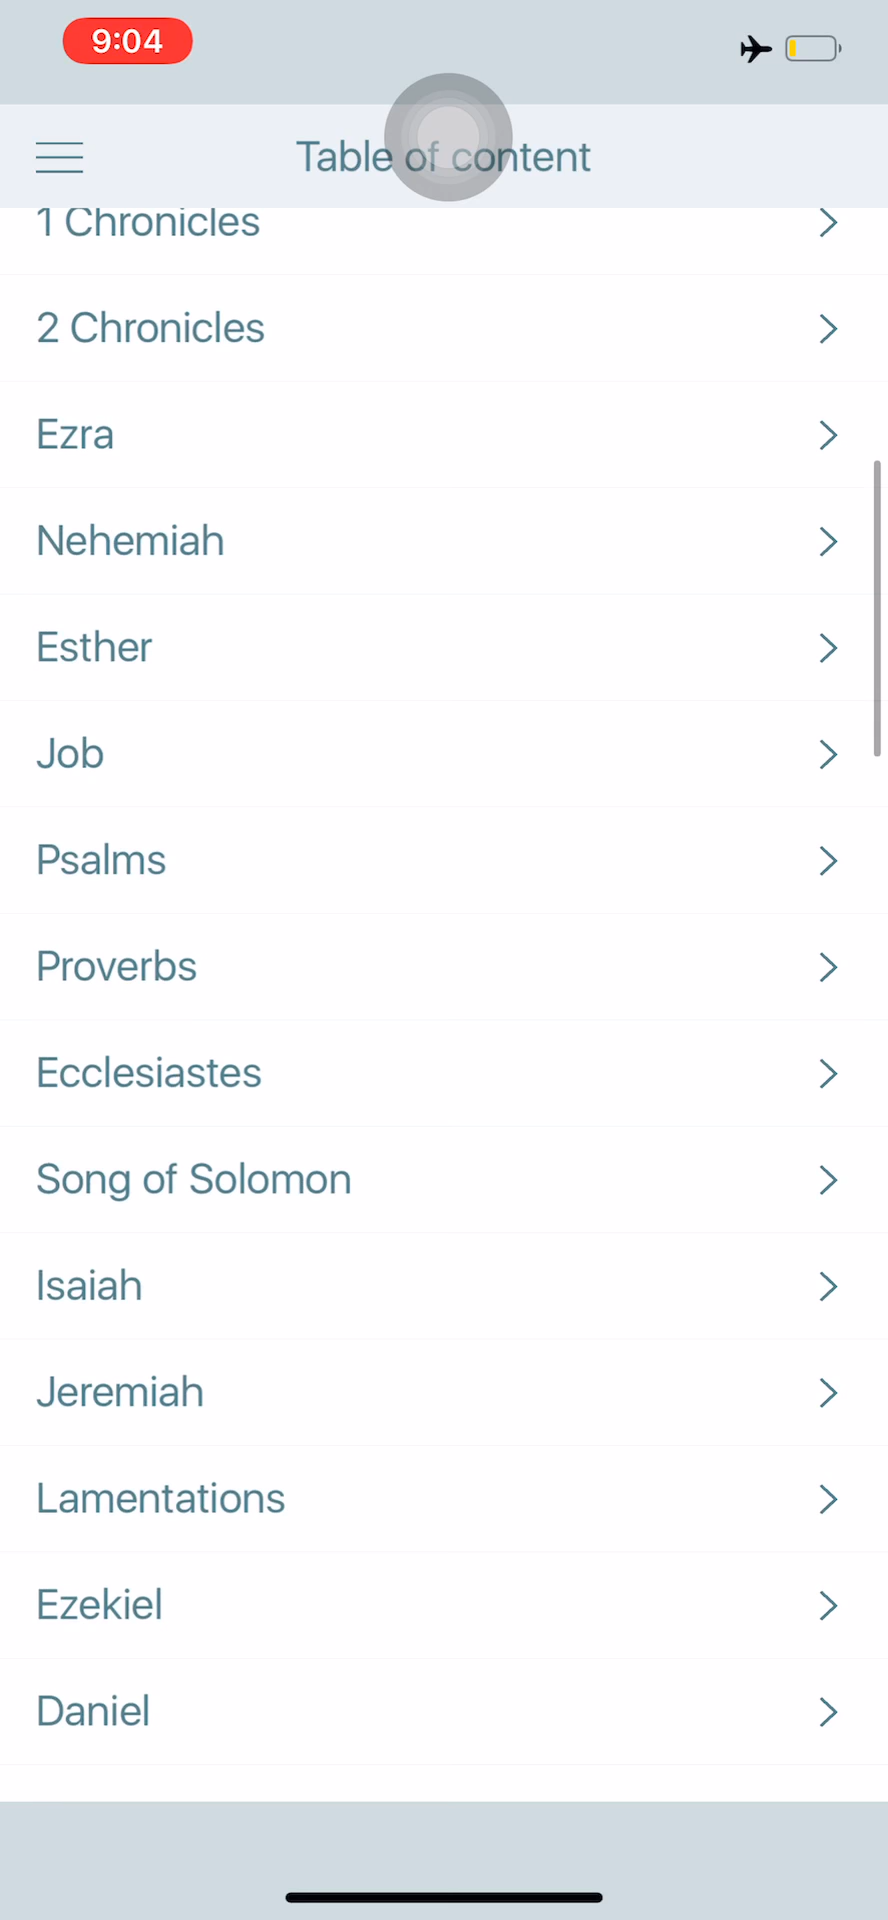 9:04
Table of content
1 Chronicles
2 Chronicles
Ezra
Nehemiah
Esther
Job
Psalms
Proverbs
Ecclesiastes
Song of Solomon
Isaiah
Jeremiah
Lamentations
Ezekiel
Daniel